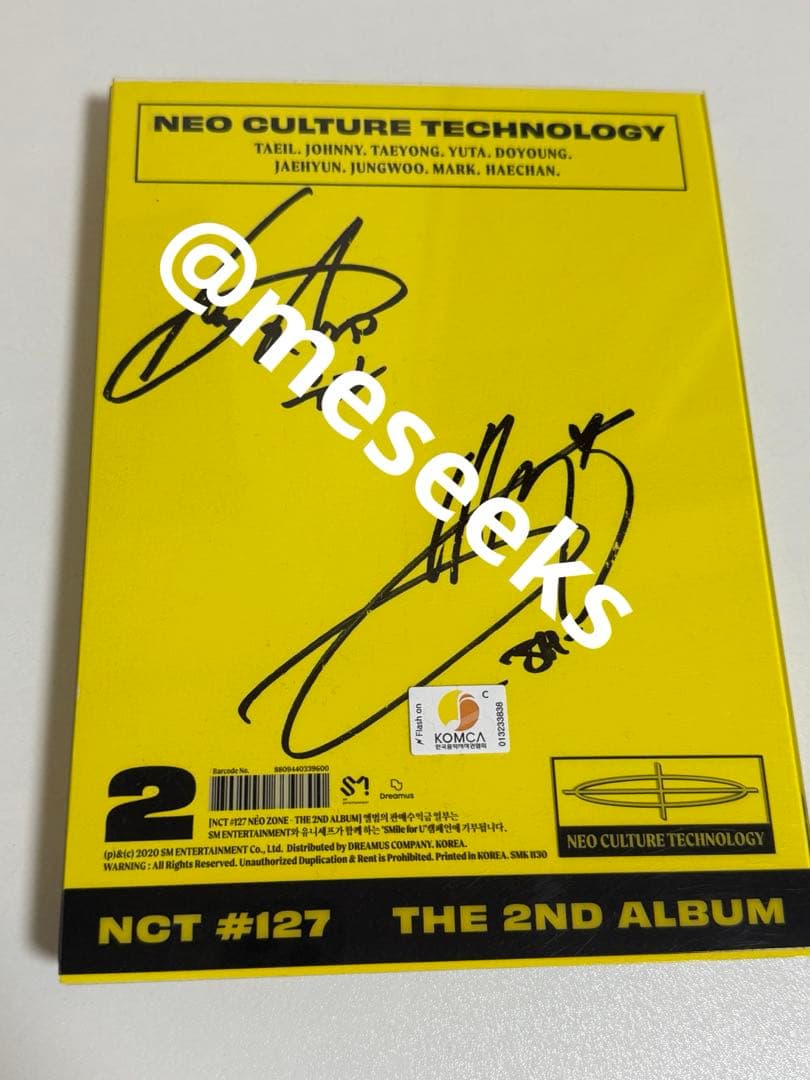 NEO CULTURE TECHNOLOGY
TAEIL. JOHNNY. TAEYONG. YUTA. DOYOUNG.
JAEHYUN. JUNGWOO. MARK. HAECHAN.
@meseeks
Flash on
C
KOMCA
한국음악저작권협회
013233838
2
Barcode No. 8809440339600
SM
Dreamus
[NCT #127 NEO ZONE - THE 2ND ALBUM] 앨범의 판매수익금 일부는
SM ENTERTAINMENT와 유니세프가 함께 하는 "SMile for U"캠페인에 기부됩니다.
(p)&(c) 2020 SM ENTERTAINMENT Co., Ltd. Distributed by DREAMUS COMPANY. KOREA.
WARNING : All Rights Reserved. Unauthorized Duplication & Rent is Prohibited. Printed in KOREA. SMK 1130
NEO CULTURE TECHNOLOGY
NCT #127 THE 2ND ALBUM